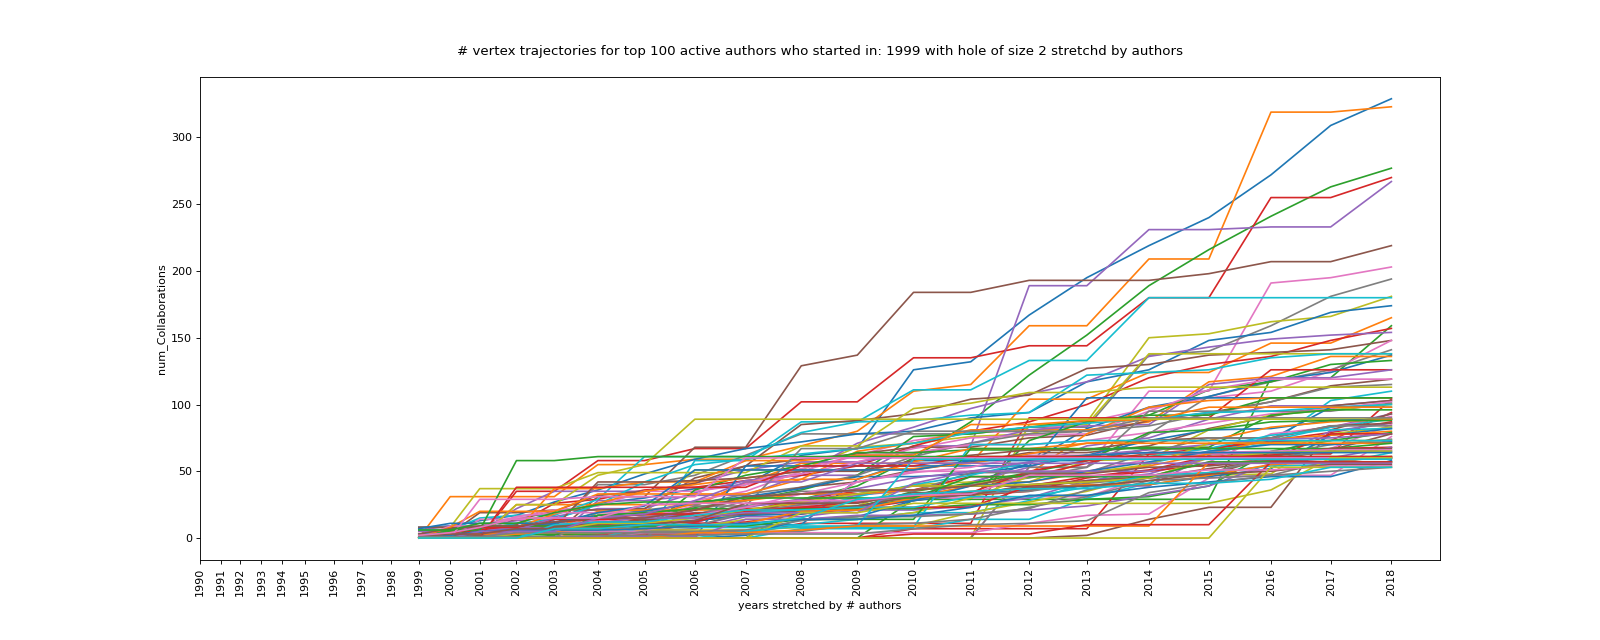 # vertex trajectories for top 100 active authors who started in: 1999 with hole of size 2 stretchd by authors
num_Collaborations
300
250
200
150
100
50
0
1990 1991 1992 1993 1994 1995 1996 1997 1998 1999 2000 2001 2002 2003 2004 2005 2006 2007 2008 2009 2010 2011 2012 2013 2014 2015 2016 2017 2018
years stretched by # authors